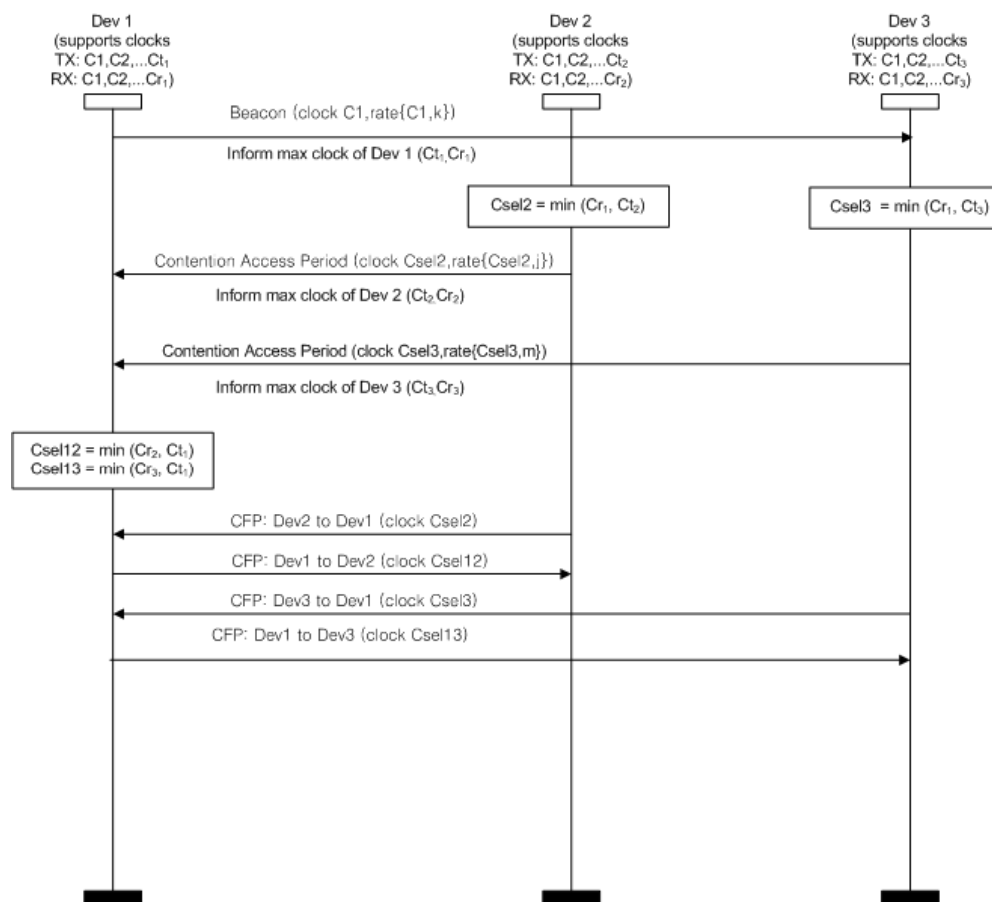 Dev 1
(supports clocks
TX: C1,C2,...Ct₁
RX: C1,C2,...Cr₁)
Dev 2
(supports clocks
TX: C1,C2,...Ct₂
RX: C1,C2,...Cr₂)
Dev 3
(supports clocks
TX: C1,C2,...Ct₃
RX: C1,C2,...Cr₃)
Beacon (clock C1,rate{C1,k})
Inform max clock of Dev 1 (Ct₁,Cr₁)
Csel2 = min (Cr₁, Ct₂)
Csel3 = min (Cr₁, Ct₃)
Contention Access Period (clock Csel2,rate{Csel2,j})
Inform max clock of Dev 2 (Ct₂,Cr₂)
Contention Access Period (clock Csel3,rate{Csel3,m})
Inform max clock of Dev 3 (Ct₃,Cr₃)
Csel12 = min (Cr₂, Ct₁)
Csel13 = min (Cr₃, Ct₁)
CFP: Dev2 to Dev1 (clock Csel2)
CFP: Dev1 to Dev2 (clock Csel12)
CFP: Dev3 to Dev1 (clock Csel3)
CFP: Dev1 to Dev3 (clock Csel13)